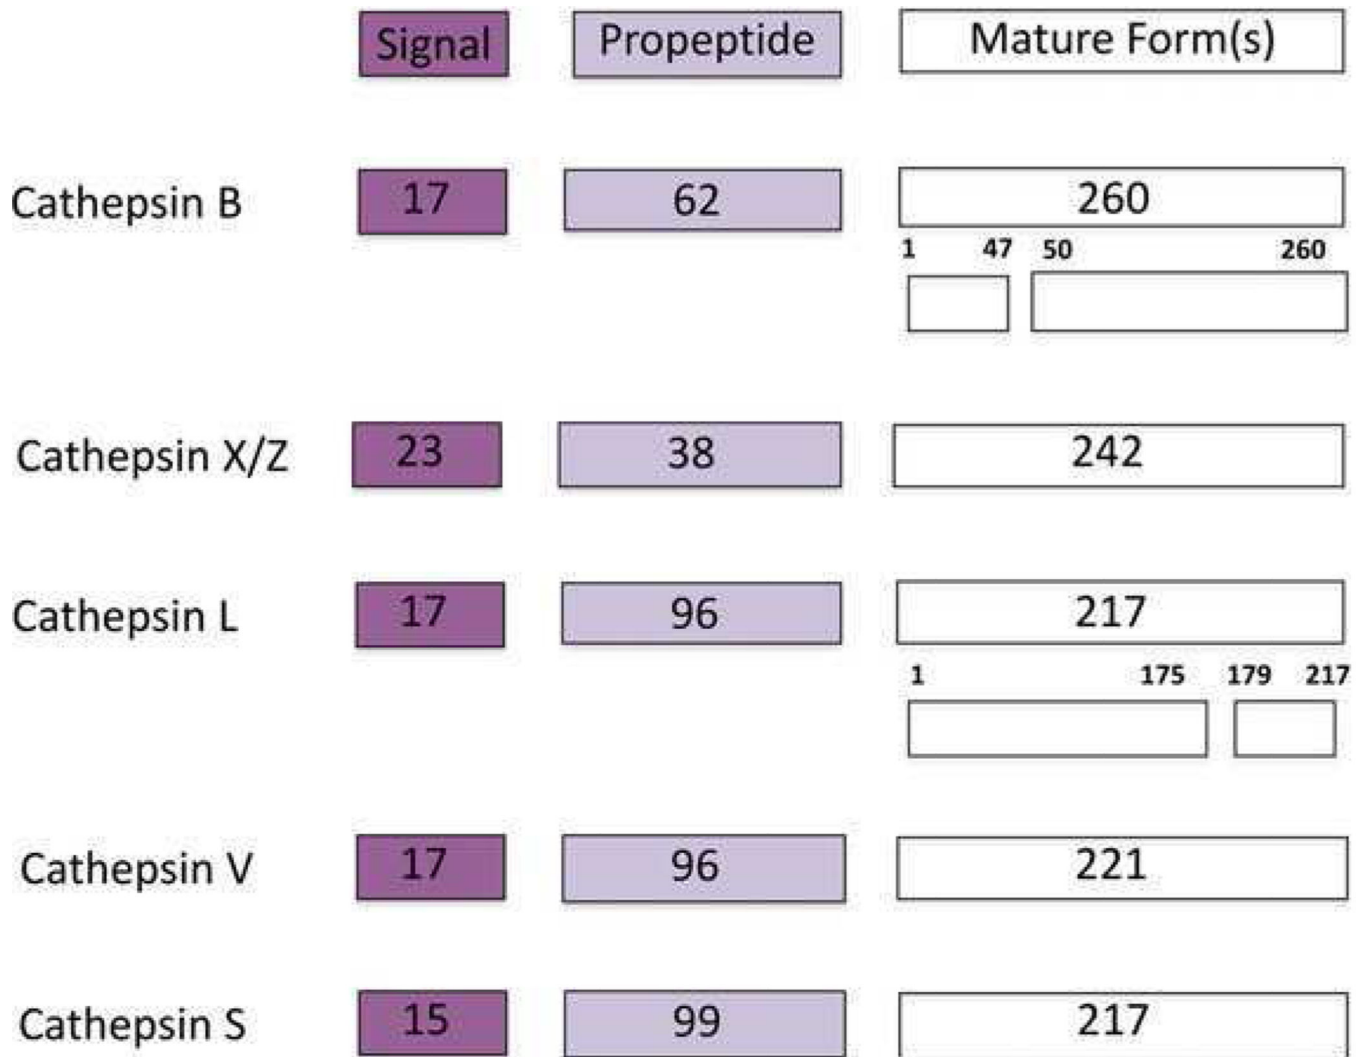 Signal Propeptide Mature Form(s)
Cathepsin B 17 62 260
1 47 50 260
Cathepsin X/Z 23 38 242
Cathepsin L 17 96 217
1 175 179 217
Cathepsin V 17 96 221
Cathepsin S 15 99 217